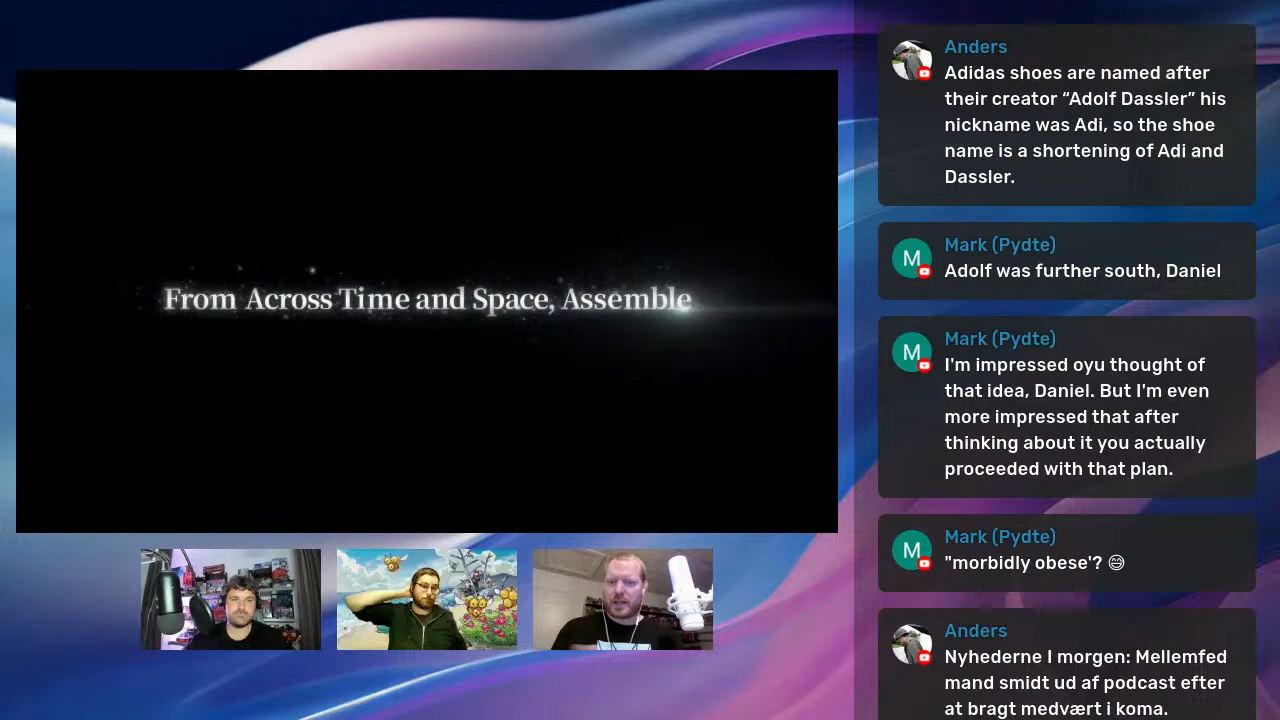 From Across Time and Space, Assemble
Anders
Adidas shoes are named after
their creator “Adolf Dassler” his
nickname was Adi, so the shoe
name is a shortening of Adi and
Dassler.
M
Mark (Pydte)
Adolf was further south, Daniel
M
Mark (Pydte)
I'm impressed oyu thought of
that idea, Daniel. But I'm even
more impressed that after
thinking about it you actually
proceeded with that plan.
M
Mark (Pydte)
"morbidly obese'? 😅
Anders
Nyhederne I morgen: Mellemfed
mand smidt ud af podcast efter
at bragt medvært i koma.